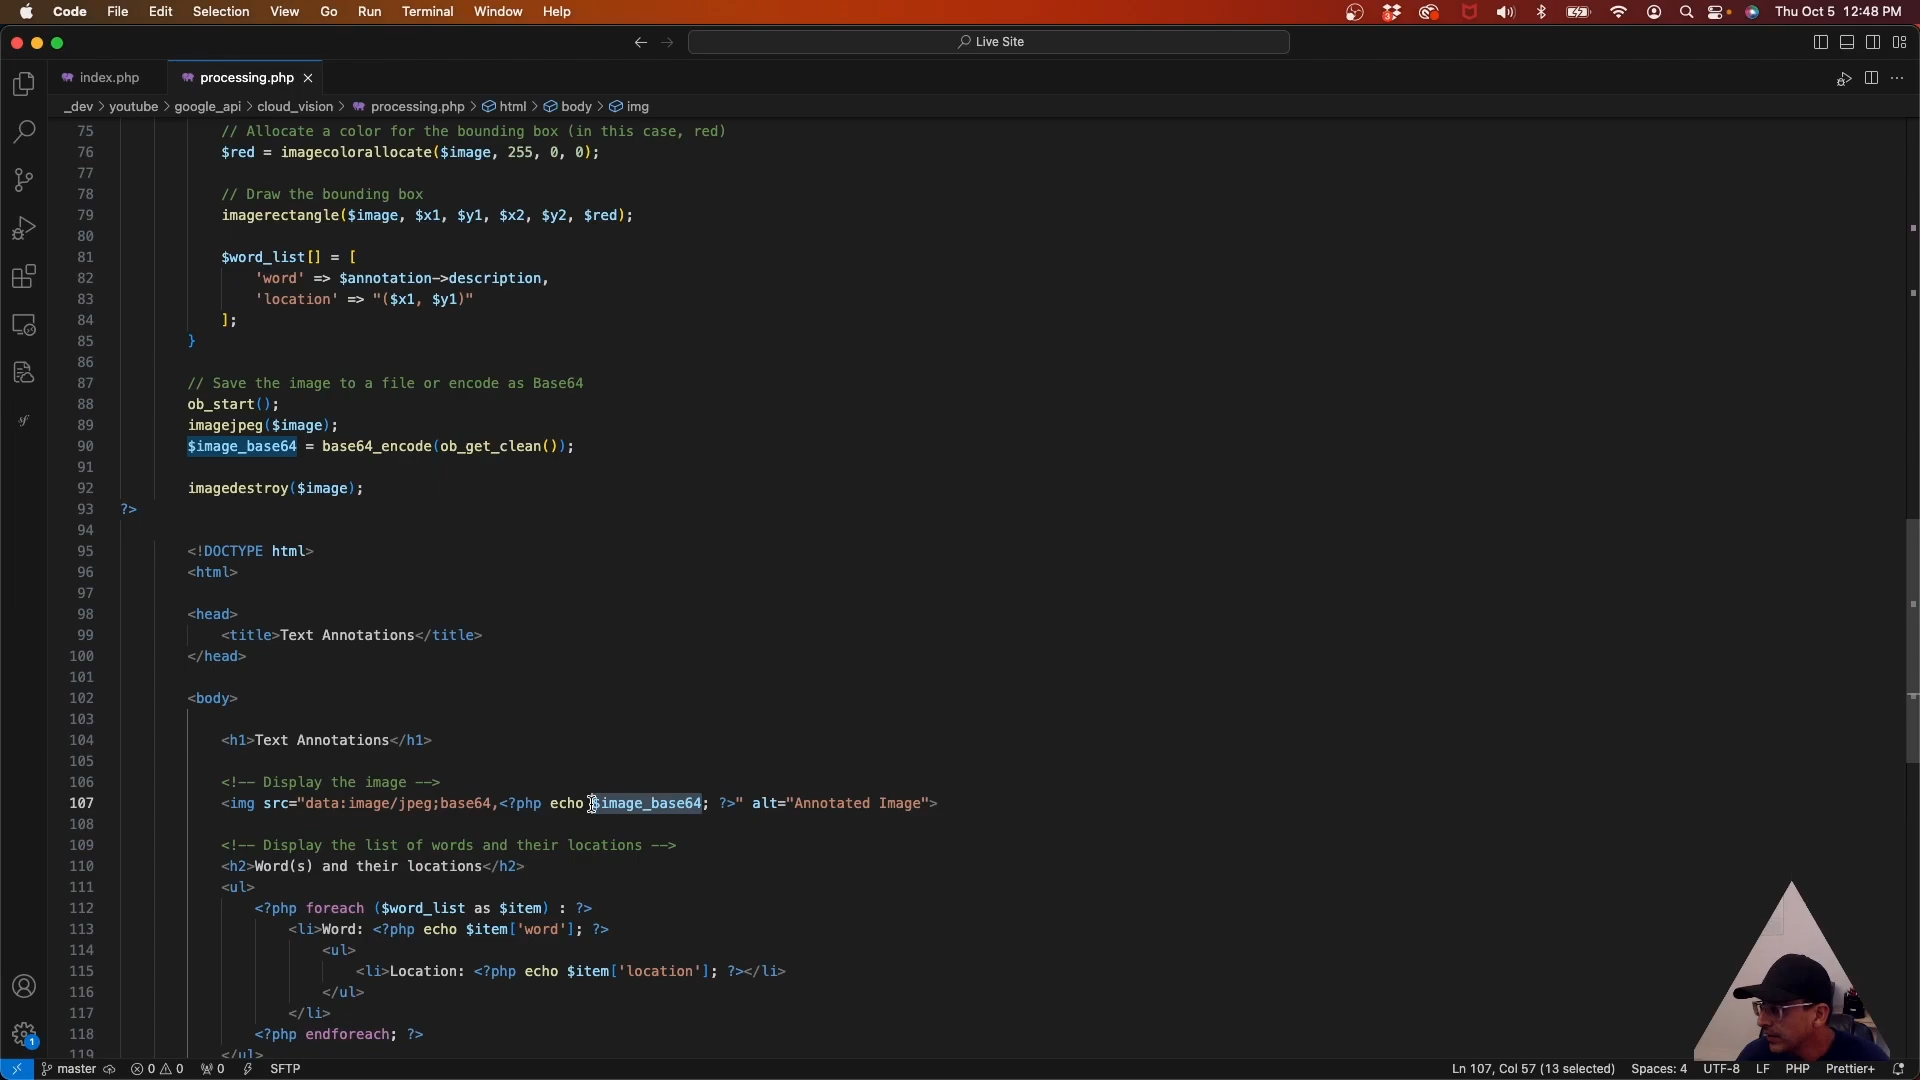 Code File Edit Selection View Go Run Terminal Window Help 3 Thu Oct 5 12:48 PM
Live Site
index.php processing.php
_dev > youtube > google_api > cloud_vision > processing.php > html > body > img
75 // Allocate a color for the bounding box (in this case, red)
76 $red = imagecolorallocate($image, 255, 0, 0);
77
78 // Draw the bounding box
79 imagerectangle($image, $x1, $y1, $x2, $y2, $red);
80
81 $word_list[] = [
82 'word' => $annotation->description,
83 'location' => "($x1, $y1)"
84 ];
85 }
86
87 // Save the image to a file or encode as Base64
88 ob_start();
89 imagejpeg($image);
90 $image_base64 = base64_encode(ob_get_clean());
91
92 imagedestroy($image);
93 ?>
94
95 <!DOCTYPE html>
96 <html>
97
98 <head>
99 <title>Text Annotations</title>
100 </head>
101
102 <body>
103
104 <h1>Text Annotations</h1>
105
106 <!-- Display the image -->
107 <img src="data:image/jpeg;base64,<?php echo $image_base64; ?>" alt="Annotated Image">
108
109 <!-- Display the list of words and their locations -->
110 <h2>Word(s) and their locations</h2>
111 <ul>
112 <?php foreach ($word_list as $item) : ?>
113 <li>Word: <?php echo $item['word']; ?>
114 <ul>
115 <li>Location: <?php echo $item['location']; ?></li>
116 </ul>
117 </li>
118 <?php endforeach; ?>
119 </ul>
1 master 0 0 0 SFTP Ln 107, Col 57 (13 selected) Spaces: 4 UTF-8 LF PHP Prettier+